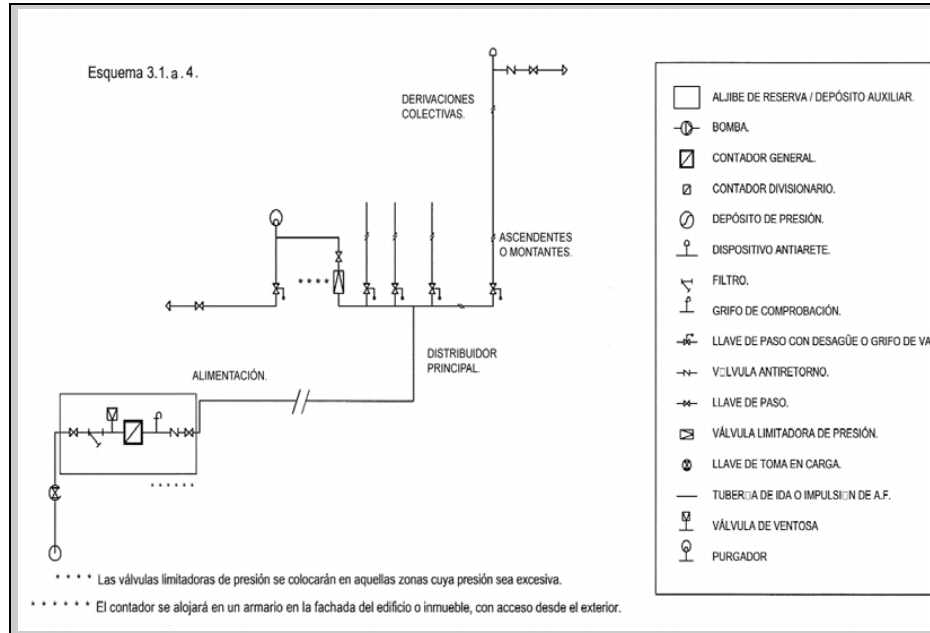 Esquema 3.1.a.4.
DERIVACIONES
COLECTIVAS.
ASCENDENTES
O MONTANTES.
* * * *
DISTRIBUIDOR
PRINCIPAL.
ALIMENTACIÓN.
* * * * * *
* * * * Las válvulas limitadoras de presión se colocarán en aquellas zonas cuya presión sea excesiva.
* * * * * * El contador se alojará en un armario en la fachada del edificio o inmueble, con acceso desde el exterior.
ALJIBE DE RESERVA / DEPÓSITO AUXILIAR.
BOMBA.
CONTADOR GENERAL.
CONTADOR DIVISIONARIO.
DEPÓSITO DE PRESIÓN.
DISPOSITIVO ANTIARETE.
FILTRO.
GRIFO DE COMPROBACIÓN.
LLAVE DE PASO CON DESAGÜE O GRIFO DE VA
V□LVULA ANTIRETORNO.
LLAVE DE PASO.
VÁLVULA LIMITADORA DE PRESIÓN.
LLAVE DE TOMA EN CARGA.
TUBER□A DE IDA O IMPULSI□N DE A.F.
VÁLVULA DE VENTOSA
PURGADOR